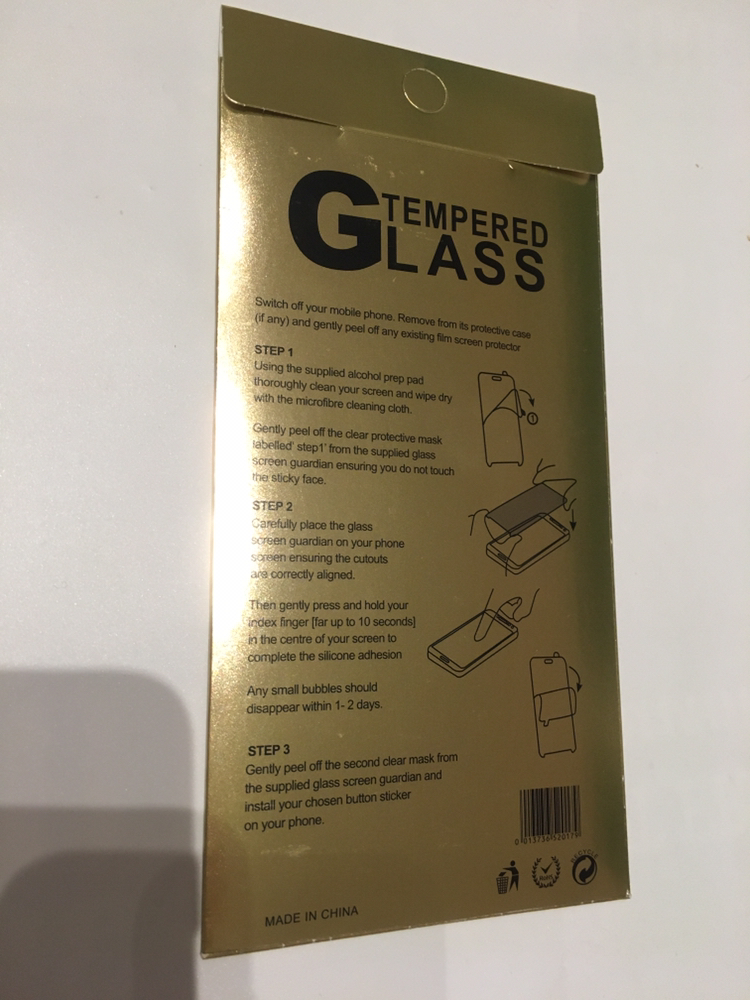 TEMPERED
GLASS
Switch off your mobile phone. Remove from its protective case
(if any) and gently peel off any existing film screen protector
STEP 1
Using the supplied alcohol prep pad
thoroughly clean your screen and wipe dry
with the microfibre cleaning cloth.
Gently peel off the clear protective mask
labelled' step1' from the supplied glass
screen guardian ensuring you do not touch
the sticky face.
1
STEP 2
Carefully place the glass
screen guardian on your phone
screen ensuring the cutouts
are correctly aligned.
Then gently press and hold your
index finger [far up to 10 seconds]
in the centre of your screen to
complete the silicone adhesion
Any small bubbles should
disappear within 1- 2 days.
STEP 3
Gently peel off the second clear mask from
the supplied glass screen guardian and
install your chosen button sticker
on your phone.
RoHS
RECYCLE
MADE IN CHINA